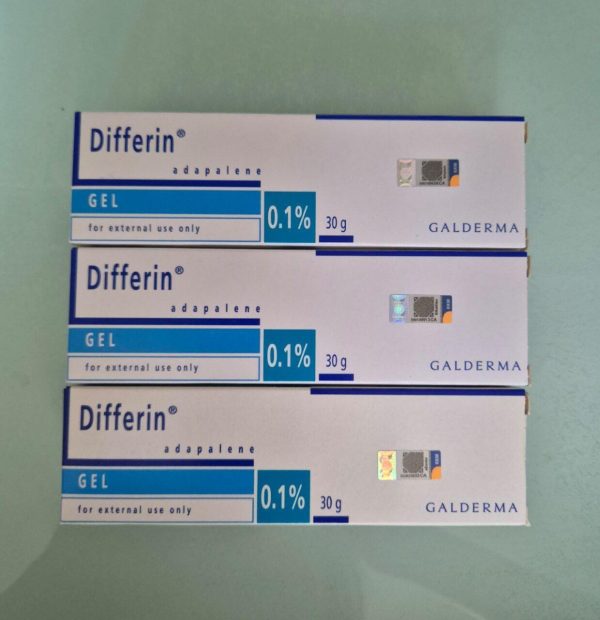 Differin®
adapalene
GEL
0.1%
30 g
for external use only
GALDERMA
Differin®
adapalene
GEL
0.1%
30 g
for external use only
GALDERMA
Differin®
adapalene
GEL
0.1%
30 g
for external use only
GALDERMA